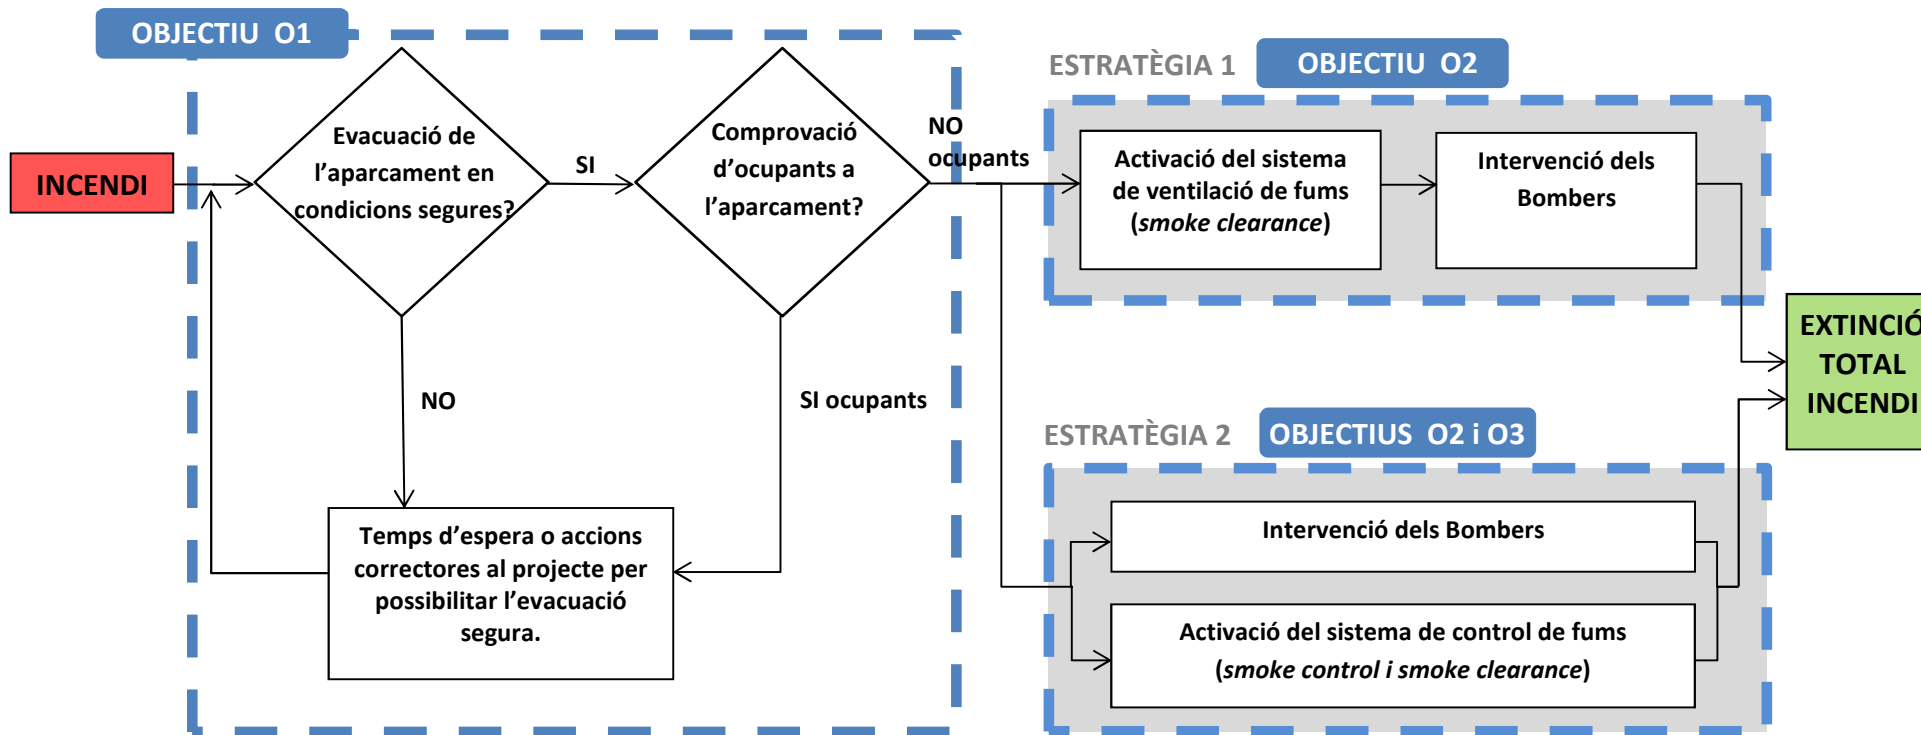 OBJECTIU O1
INCENDI
Evacuació de
l’aparcament en
condicions segures?
SI
Comprovació
d’ocupants a
l’aparcament?
NO
ocupants
NO
SI ocupants
Temps d’espera o accions
correctores al projecte per
possibilitar l’evacuació
segura.
ESTRATÈGIA 1
OBJECTIU O2
Activació del sistema
de ventilació de fums
(smoke clearance)
Intervenció dels
Bombers
ESTRATÈGIA 2
OBJECTIUS O2 i O3
Intervenció dels Bombers
Activació del sistema de control de fums
(smoke control i smoke clearance)
EXTINCIÓ
TOTAL
INCENDI